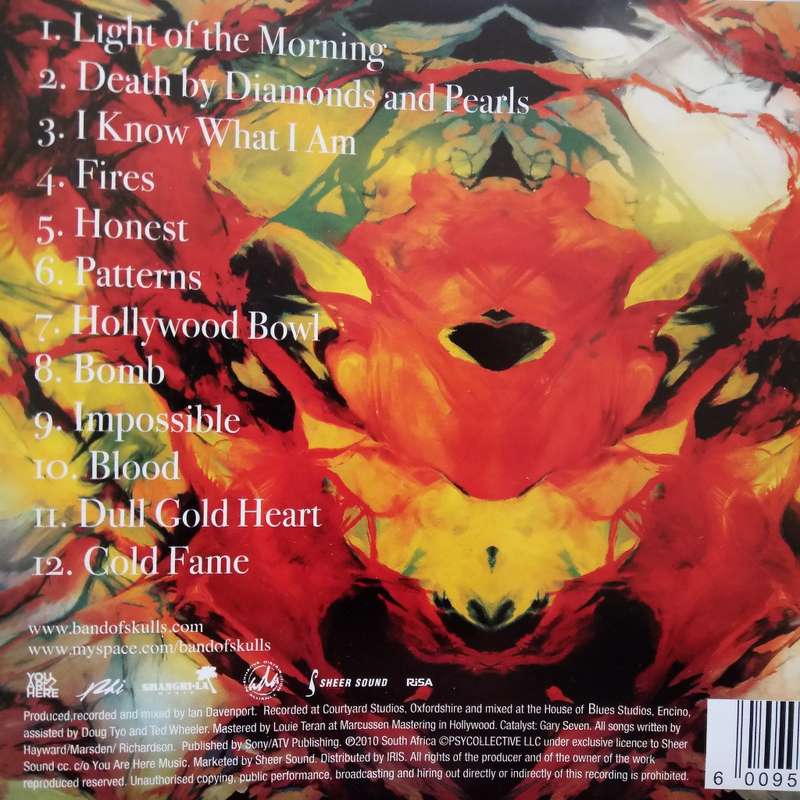 1. Light of the Morning
2. Death by Diamonds and Pearls
3. I Know What I Am
4. Fires
5. Honest
6. Patterns
7. Hollywood Bowl
8. Bomb
9. Impossible
10. Blood
11. Dull Gold Heart
12. Cold Fame
www.bandofskulls.com
www.myspace.com/bandofskulls
YOU ARE HERE phi SHANGRI-LA MUSIC ada SHEER SOUND RiSA
Produced,recorded and mixed by Ian Davenport. Recorded at Courtyard Studios, Oxfordshire and mixed at the House of Blues Studios, Encino,
assisted by Doug Tyo and Ted Wheeler. Mastered by Louie Teran at Marcussen Mastering in Hollywood. Catalyst: Gary Seven. All songs written by
Hayward/Marsden/ Richardson. Published by Sony/ATV Publishing. ℗2010 South Africa ©PSYCOLLECTIVE LLC under exclusive licence to Sheer
Sound cc. c/o You Are Here Music. Marketed by Sheer Sound. Distributed by IRIS. All rights of the producer and of the owner of the work
reproduced reserved. Unauthorised copying, public performance, broadcasting and hiring out directly or indirectly of this recording is prohibited.
6 0095